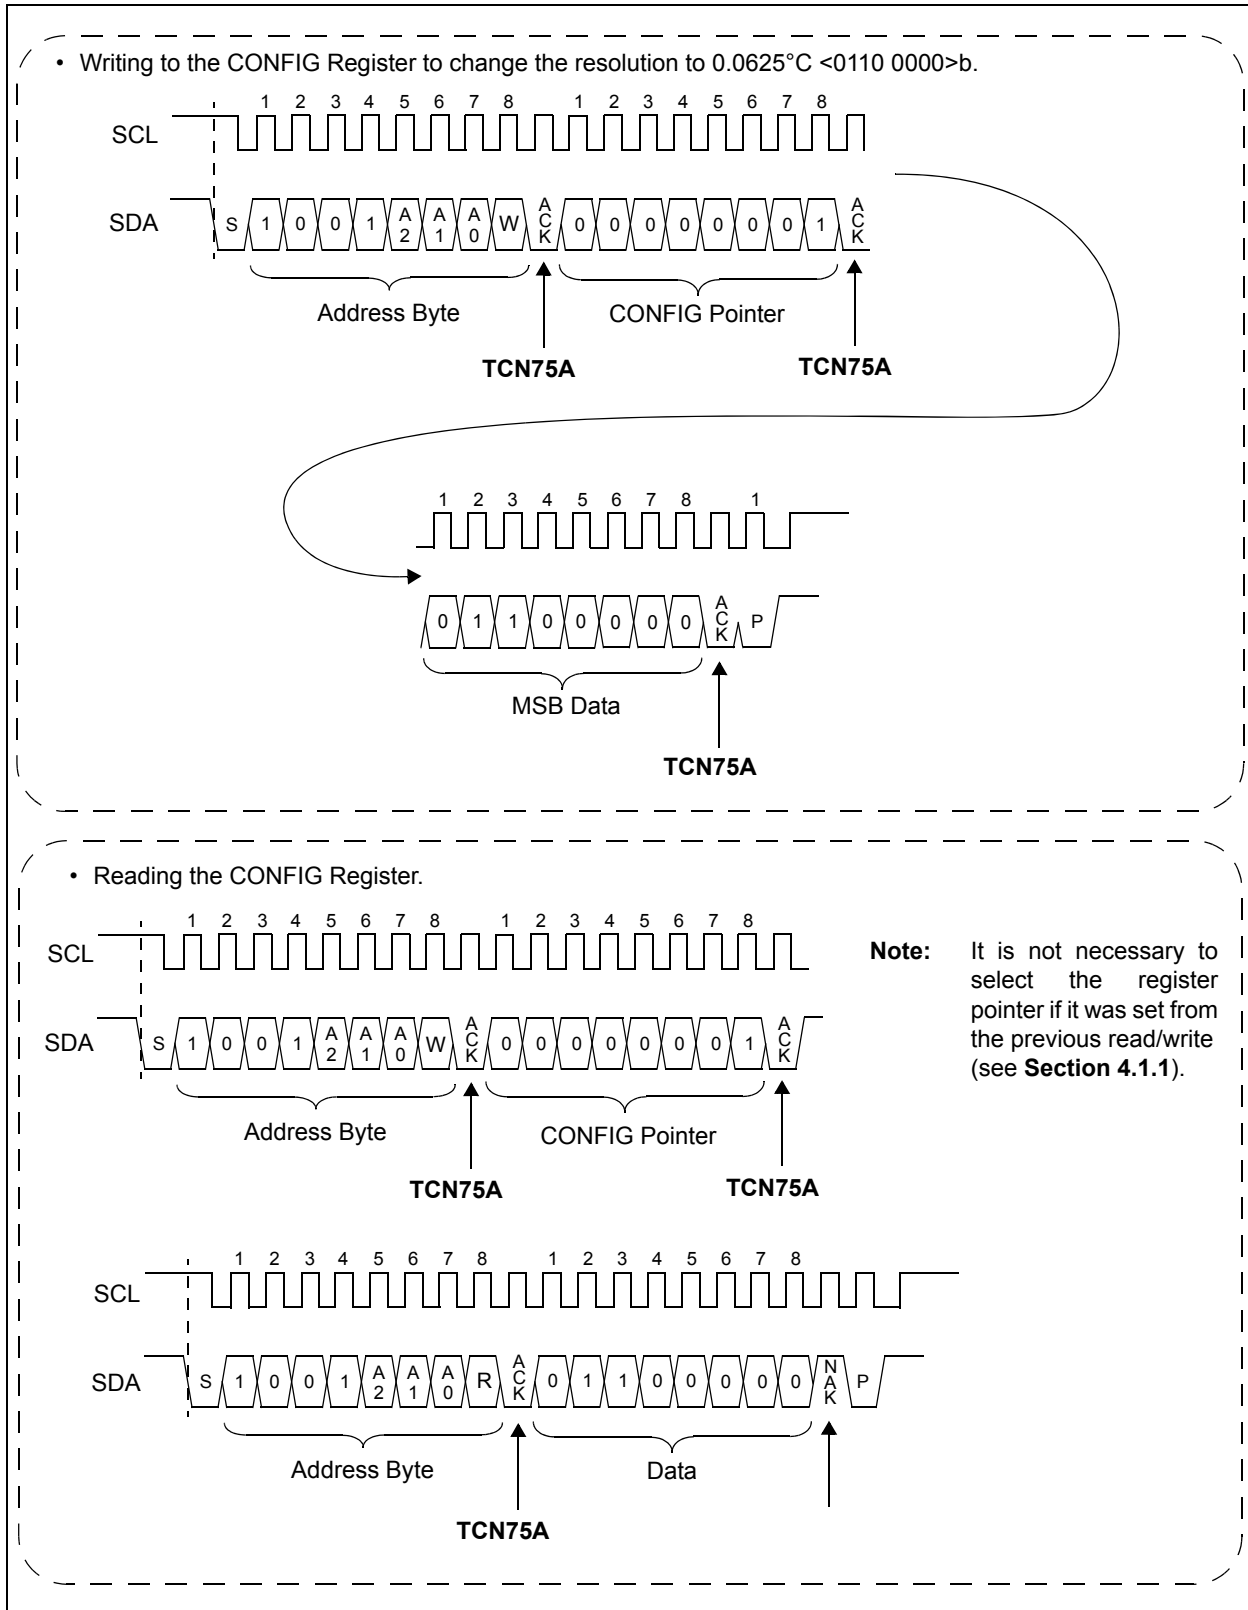 • Writing to the CONFIG Register to change the resolution to 0.0625°C <0110 0000>b.
1 2 3 4 5 6 7 8 1 2 3 4 5 6 7 8
SCL
SDA S 1 0 0 1 A2 A1 A0 W ACK 0 0 0 0 0 0 0 1 ACK
Address Byte CONFIG Pointer
TCN75A TCN75A
1 2 3 4 5 6 7 8 1
0 1 1 0 0 0 0 0 ACK P
MSB Data
TCN75A
• Reading the CONFIG Register.
1 2 3 4 5 6 7 8 1 2 3 4 5 6 7 8
SCL
SDA S 1 0 0 1 A2 A1 A0 W ACK 0 0 0 0 0 0 0 1 ACK
Address Byte CONFIG Pointer
TCN75A TCN75A
Note: It is not necessary to
select the register
pointer if it was set from
the previous read/write
(see Section 4.1.1).
1 2 3 4 5 6 7 8 1 2 3 4 5 6 7 8
SCL
SDA S 1 0 0 1 A2 A1 A0 R ACK 0 1 1 0 0 0 0 0 NAK P
Address Byte Data
TCN75A